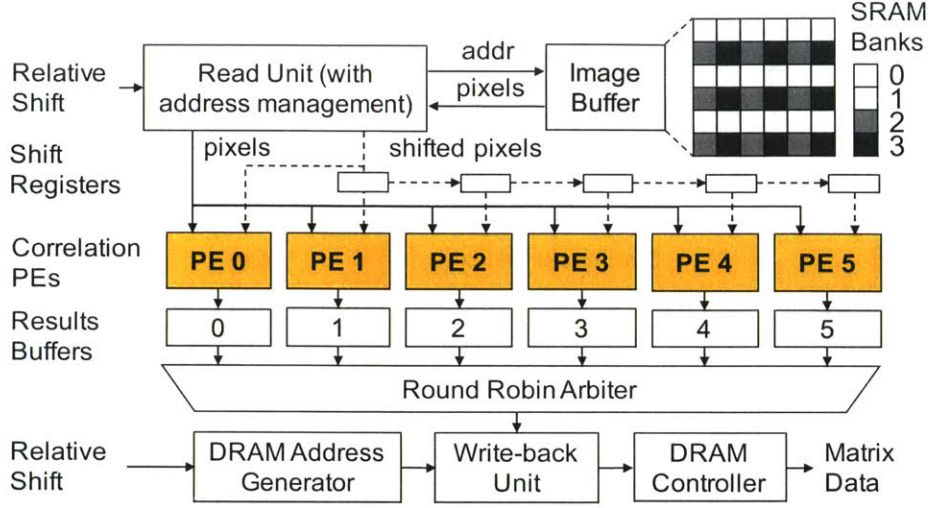 SRAM
Banks
0
1
2
3
Relative
Shift
Read Unit (with
address management)
addr
pixels
Image
Buffer
Shift
Registers
pixels
shifted pixels
Correlation
PEs
PE 0
PE 1
PE 2
PE 3
PE 4
PE 5
Results
Buffers
0
1
2
3
4
5
Round Robin Arbiter
Relative
Shift
DRAM Address
Generator
Write-back
Unit
DRAM
Controller
Matrix
Data